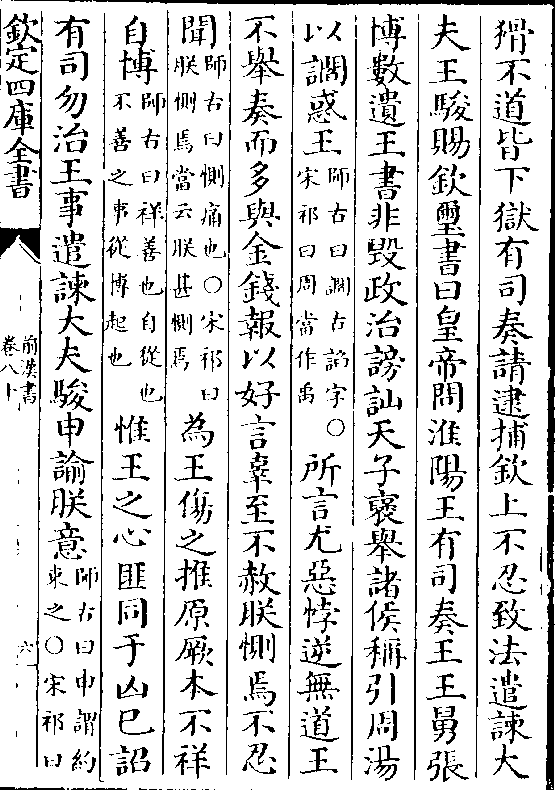 猾不道皆下獄有司奏請逮捕欽上不忍致法遣諫大
夫王駿賜欽璽書曰皇帝問淮陽王有司奏王王舅張
博數遺王書非毁政治謗訕天子襃舉諸侯稱引周湯
以讇惑王師古曰讇古諂字○宋祁曰周當作禹所言尤惡悖逆無道王
不舉奏而多與金錢報以好言辠至不赦朕惻焉不忍
聞師古曰惻痛也○宋祁曰朕惻焉當云朕甚惻焉為王傷之推原厥本不祥
自博師古曰祥善也自從也不善之事從博起也惟王之心匪同于凶已詔
有司勿治王事遣諫大夫駿申諭朕意師古曰申謂約束之○宋祁曰
欽定四庫全書
前漢書
卷八十
六